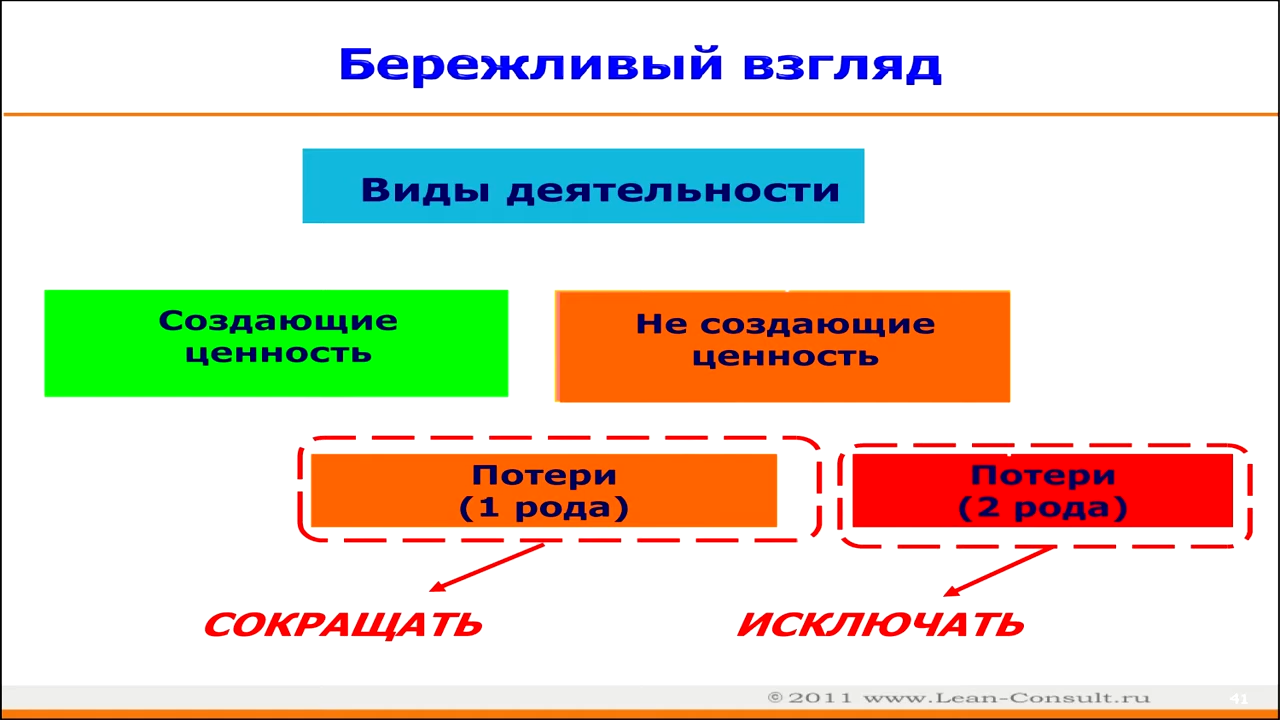 Бережливый взгляд
Виды деятельности
Создающие
ценность
Не создающие
ценность
Потери
(1 рода)
Потери
(2 рода)
СОКРАЩАТЬ
ИСКЛЮЧАТЬ
© 2011 www.Lean-Consult.ru
41